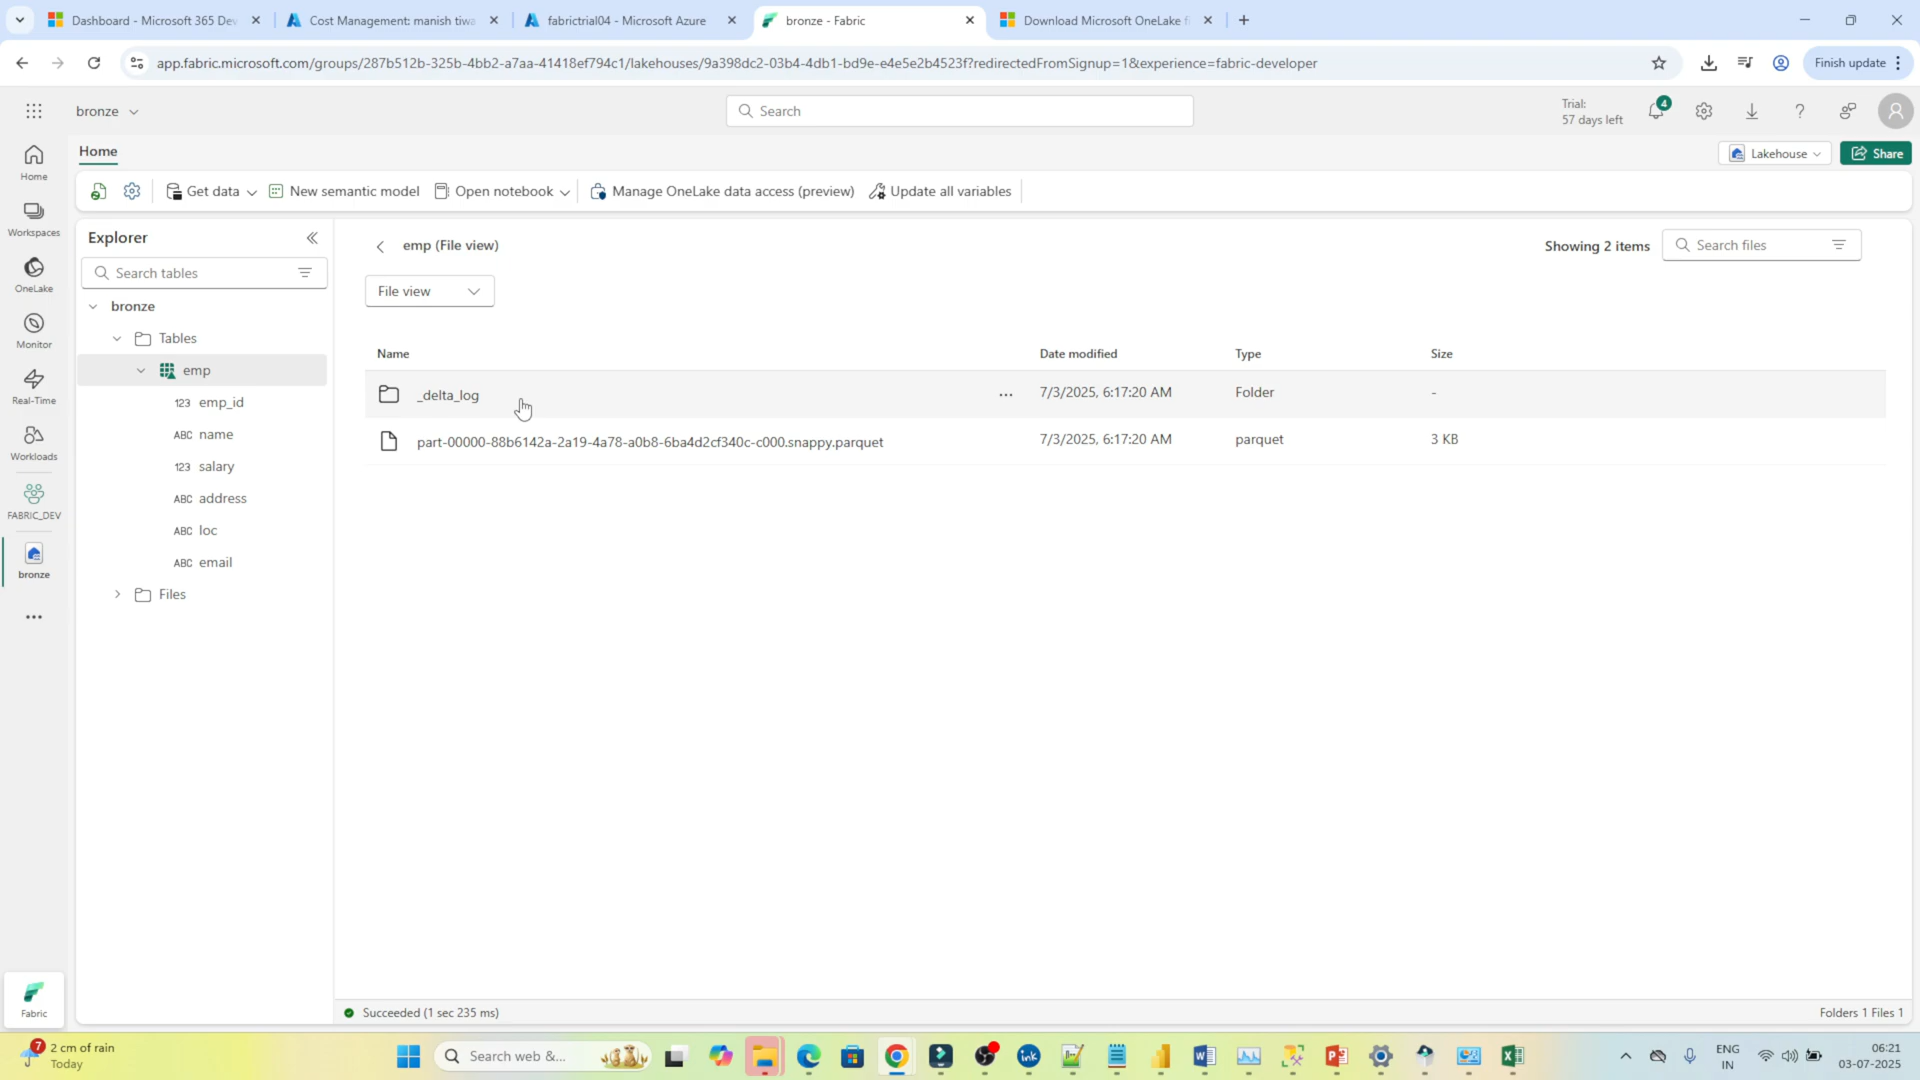 Dashboard - Microsoft 365 Dev
Cost Management: manish tiwa
fabrictrial04 - Microsoft Azure
bronze - Fabric
Download Microsoft OneLake fi
app.fabric.microsoft.com/groups/287b512b-325b-4bb2-a7aa-41418ef794c1/lakehouses/9a398dc2-03b4-4db1-bd9e-e4e5e2b4523f?redirectedFromSignup=1&experience=fabric-developer
Finish update
bronze
Search
Trial:
57 days left
4
A
Home
Lakehouse
Share
Get data
New semantic model
Open notebook
Manage OneLake data access (preview)
Update all variables
Home
Workspaces
OneLake
Monitor
Real-Time
Workloads
FABRIC_DEV
bronze
Fabric
Explorer
Search tables
bronze
Tables
emp
123 emp_id
ABC name
123 salary
ABC address
ABC loc
ABC email
Files
emp (File view)
Showing 2 items
Search files
File view
Name Date modified Type Size
_delta_log ... 7/3/2025, 6:17:20 AM Folder -
part-00000-88b6142a-2a19-4a78-a0b8-6ba4d2cf340c-c000.snappy.parquet 7/3/2025, 6:17:20 AM parquet 3 KB
Succeeded (1 sec 235 ms)
Folders 1 Files 1
7
2 cm of rain
Today
Search web &...
ink
ENG
IN
06:21
03-07-2025